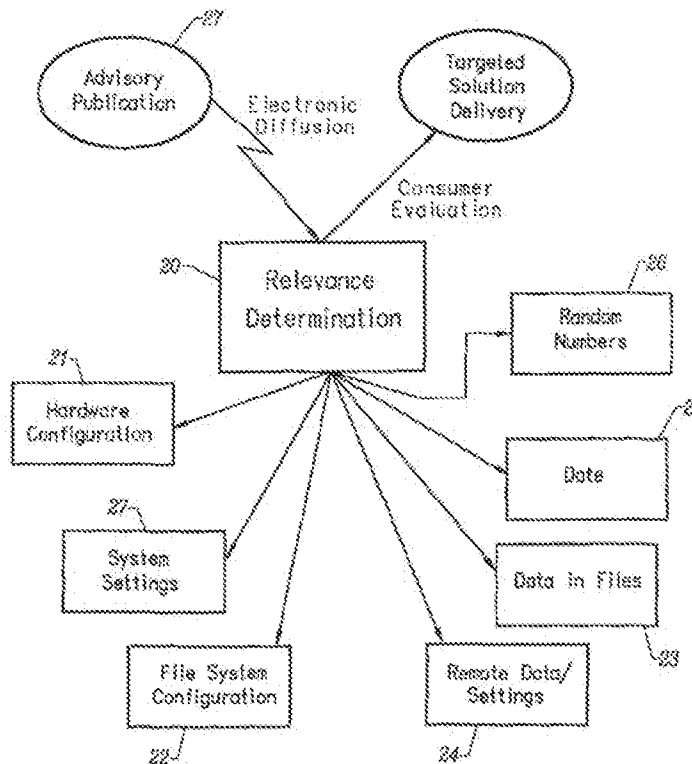 27
Advisory
Publication
Targeted
Solution
Delivery
Electronic
Diffusion
Consumer
Evaluation
20
Relevance
Determination
26
Random
Numbers
21
Hardware
Configuration
2
Date
27
System
Settings
Data in Files
23
File System
Configuration
22
Remote Data/
Settings
24